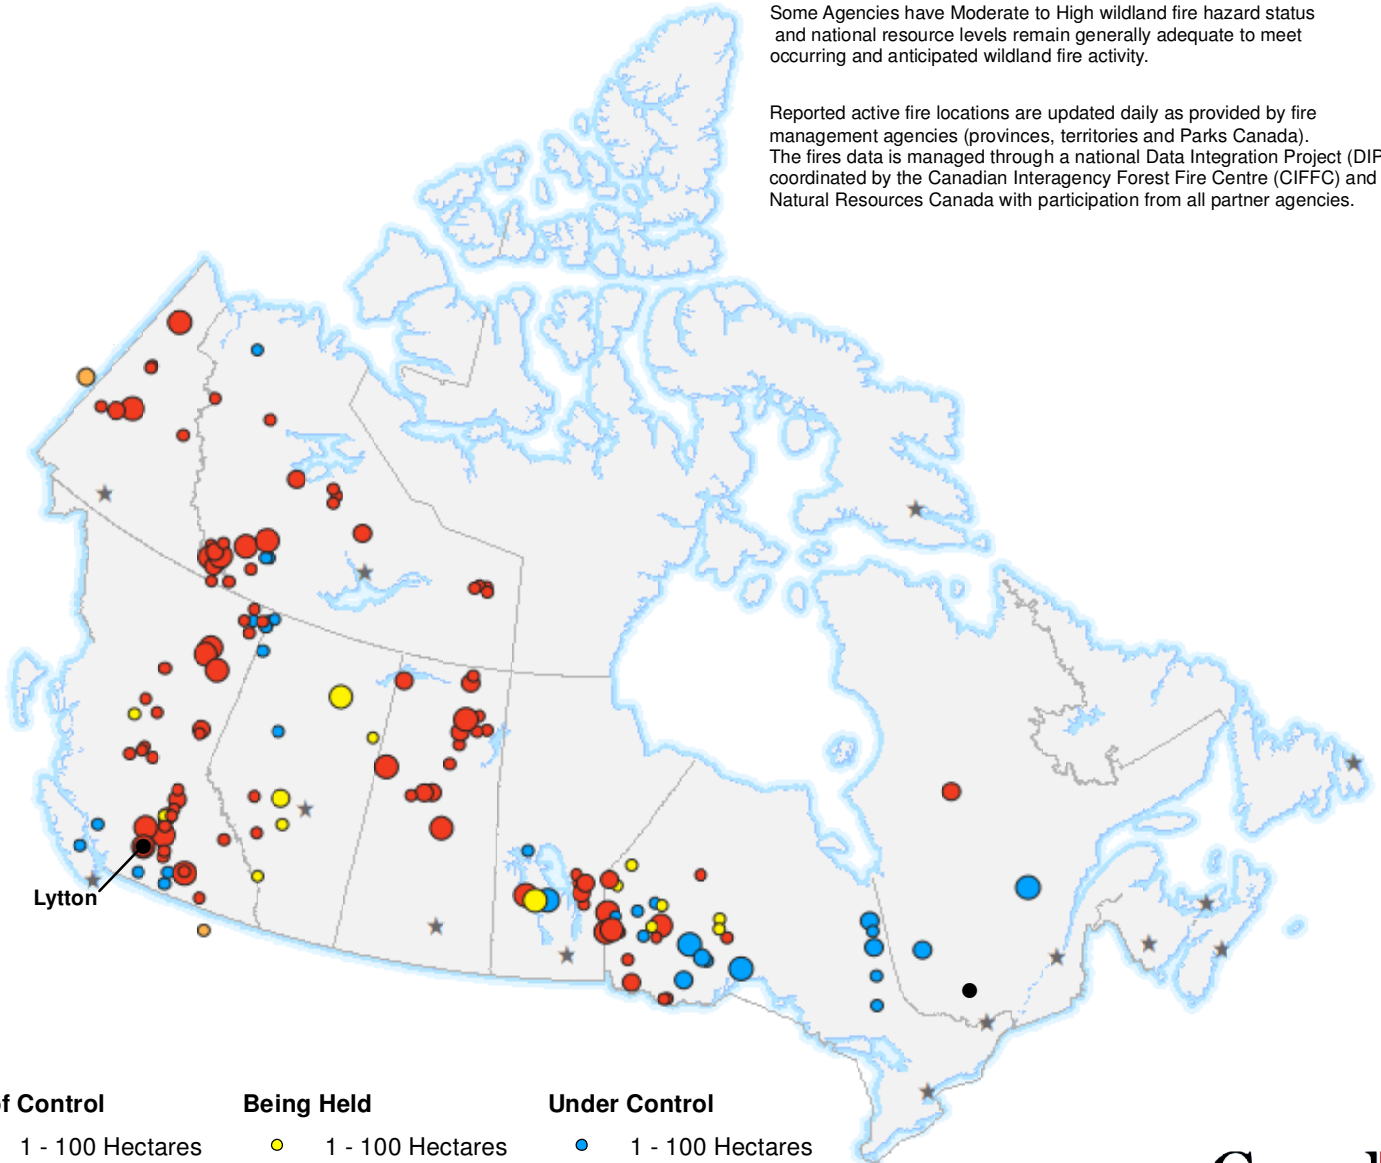 Some Agencies have Moderate to High wildland fire hazard status
and national resource levels remain generally adequate to meet
occurring and anticipated wildland fire activity.
Reported active fire locations are updated daily as provided by fire
management agencies (provinces, territories and Parks Canada).
The fires data is managed through a national Data Integration Project (DIP
coordinated by the Canadian Interagency Forest Fire Centre (CIFFC) and
Natural Resources Canada with participation from all partner agencies.
Lytton
of Control Being Held Under Control
1 - 100 Hectares 1 - 100 Hectares 1 - 100 Hectares